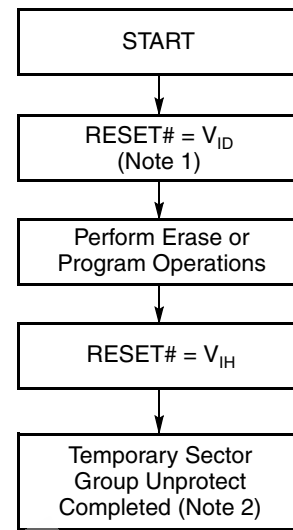 START
RESET# = V_ID
(Note 1)
Perform Erase or
Program Operations
RESET# = V_IH
Temporary Sector
Group Unprotect
Completed (Note 2)